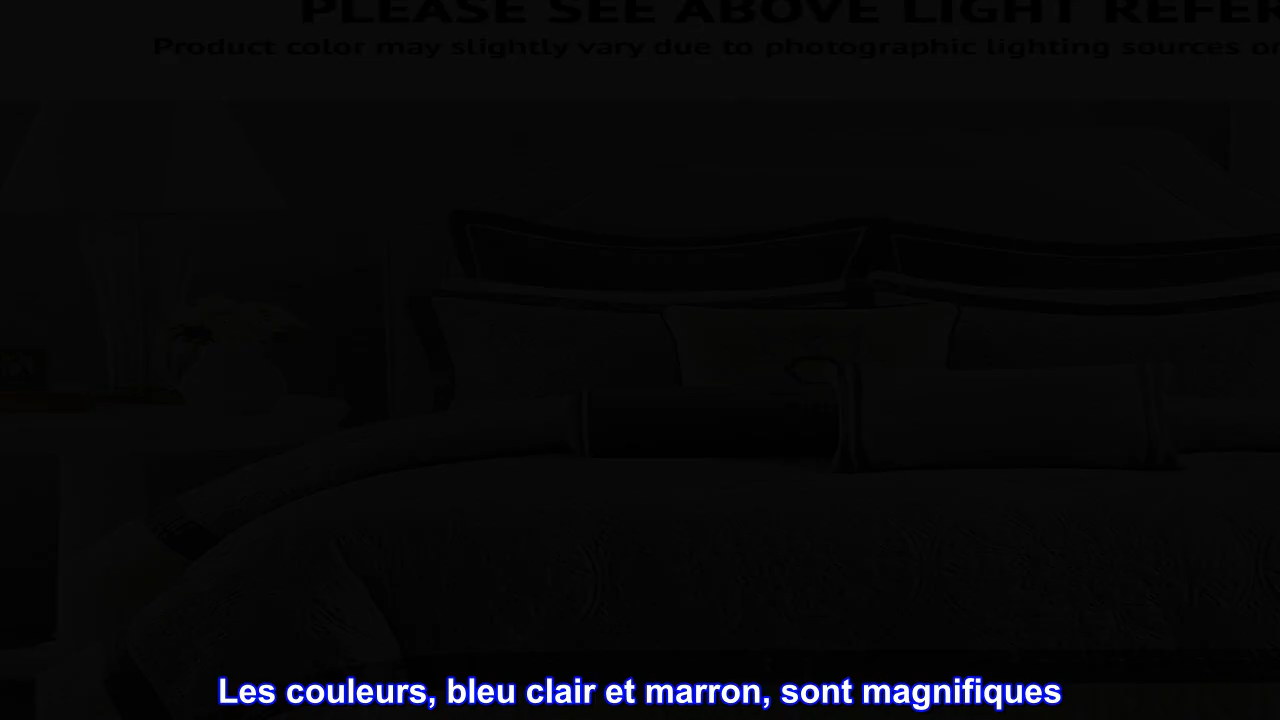 PLEASE SEE ABOVE LIGHT REFER
Product color may slightly vary due to photographic lighting sources or
Les couleurs, bleu clair et marron, sont magnifiques